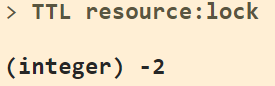 > TTL resource:lock
(integer) -2